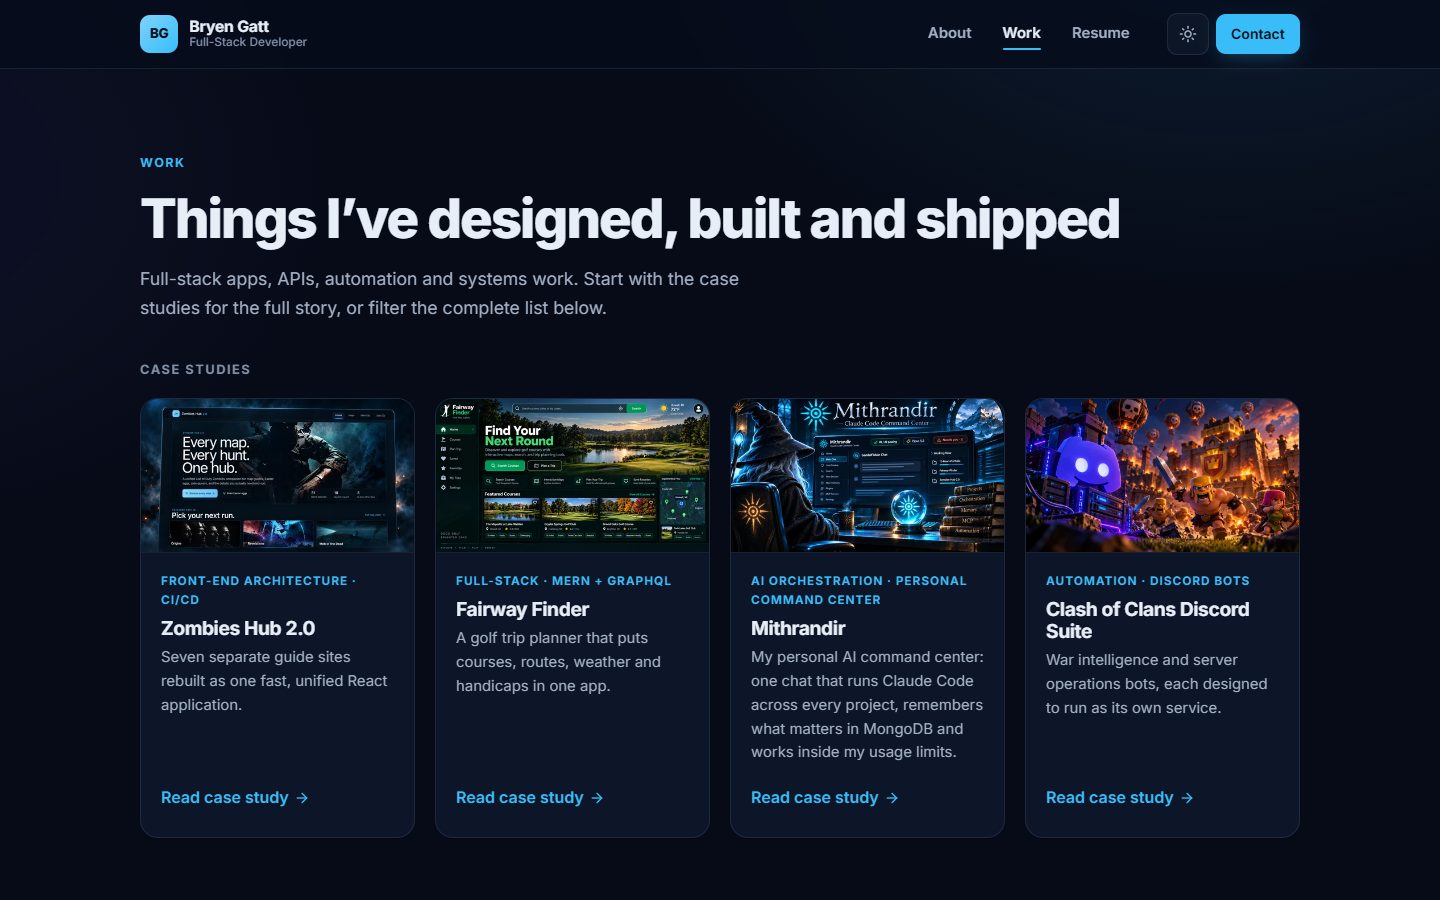 BG
Bryen Gatt
Full-Stack Developer
About
Work
Resume
Contact
WORK
Things I’ve designed, built and shipped
Full-stack apps, APIs, automation and systems work. Start with the case
studies for the full story, or filter the complete list below.
CASE STUDIES
Zombies Hub
Every map.
Every hunt.
One hub.
Pick your next run.
Fairway
Finder
Find Your
Next Round
Featured Courses
Mithrandir
Claude Code Command Center
Mithrandir
FRONT-END ARCHITECTURE ·
CI/CD
Zombies Hub 2.0
Seven separate guide sites
rebuilt as one fast, unified React
application.
Read case study →
FULL-STACK · MERN + GRAPHQL
Fairway Finder
A golf trip planner that puts
courses, routes, weather and
handicaps in one app.
Read case study →
AI ORCHESTRATION · PERSONAL
COMMAND CENTER
Mithrandir
My personal AI command center:
one chat that runs Claude Code
across every project, remembers
what matters in MongoDB and
works inside my usage limits.
Read case study →
AUTOMATION · DISCORD BOTS
Clash of Clans Discord
Suite
War intelligence and server
operations bots, each designed
to run as its own service.
Read case study →